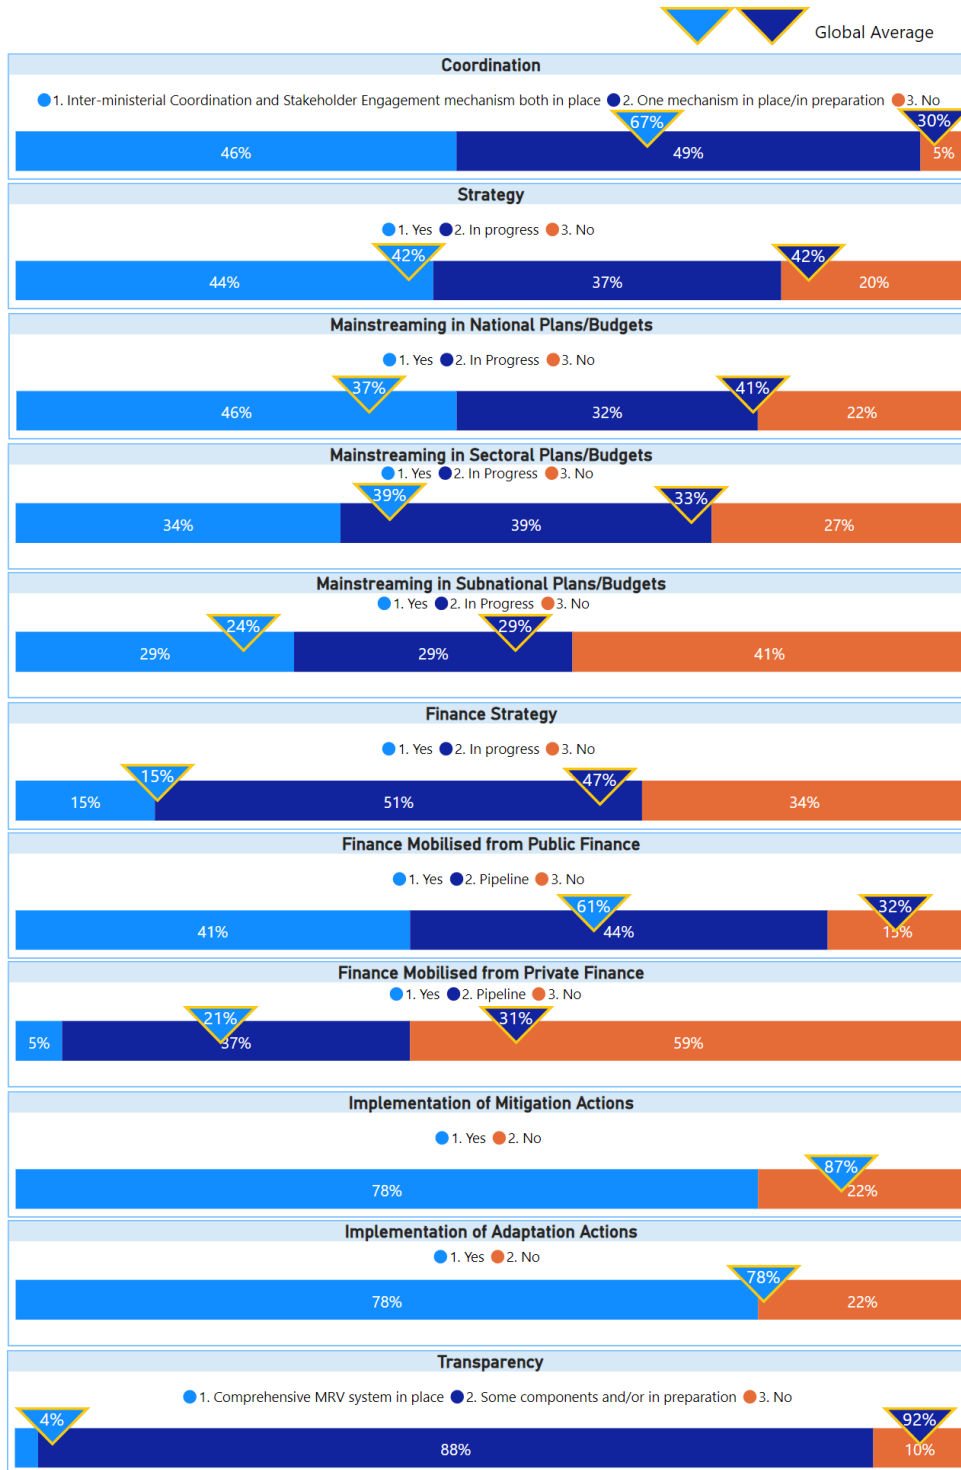 Global Average
Coordination
1. Inter-ministerial Coordination and Stakeholder Engagement mechanism both in place 2. One mechanism in place/in preparation 3. No
67% 30%
46% 49% 5%
Strategy
1. Yes 2. In progress 3. No
42% 42%
44% 37% 20%
Mainstreaming in National Plans/Budgets
1. Yes 2. In Progress 3. No
37% 41%
46% 32% 22%
Mainstreaming in Sectoral Plans/Budgets
1. Yes 2. In Progress 3. No
39% 33%
34% 39% 27%
Mainstreaming in Subnational Plans/Budgets
1. Yes 2. In Progress 3. No
24% 29%
29% 29% 41%
Finance Strategy
1. Yes 2. In progress 3. No
15% 47%
15% 51% 34%
Finance Mobilised from Public Finance
1. Yes 2. Pipeline 3. No
61% 32%
41% 44% 15%
Finance Mobilised from Private Finance
1. Yes 2. Pipeline 3. No
21% 31%
5% 37% 59%
Implementation of Mitigation Actions
1. Yes 2. No
87%
78% 22%
Implementation of Adaptation Actions
1. Yes 2. No
78%
78% 22%
Transparency
1. Comprehensive MRV system in place 2. Some components and/or in preparation 3. No
4% 92%
88% 10%